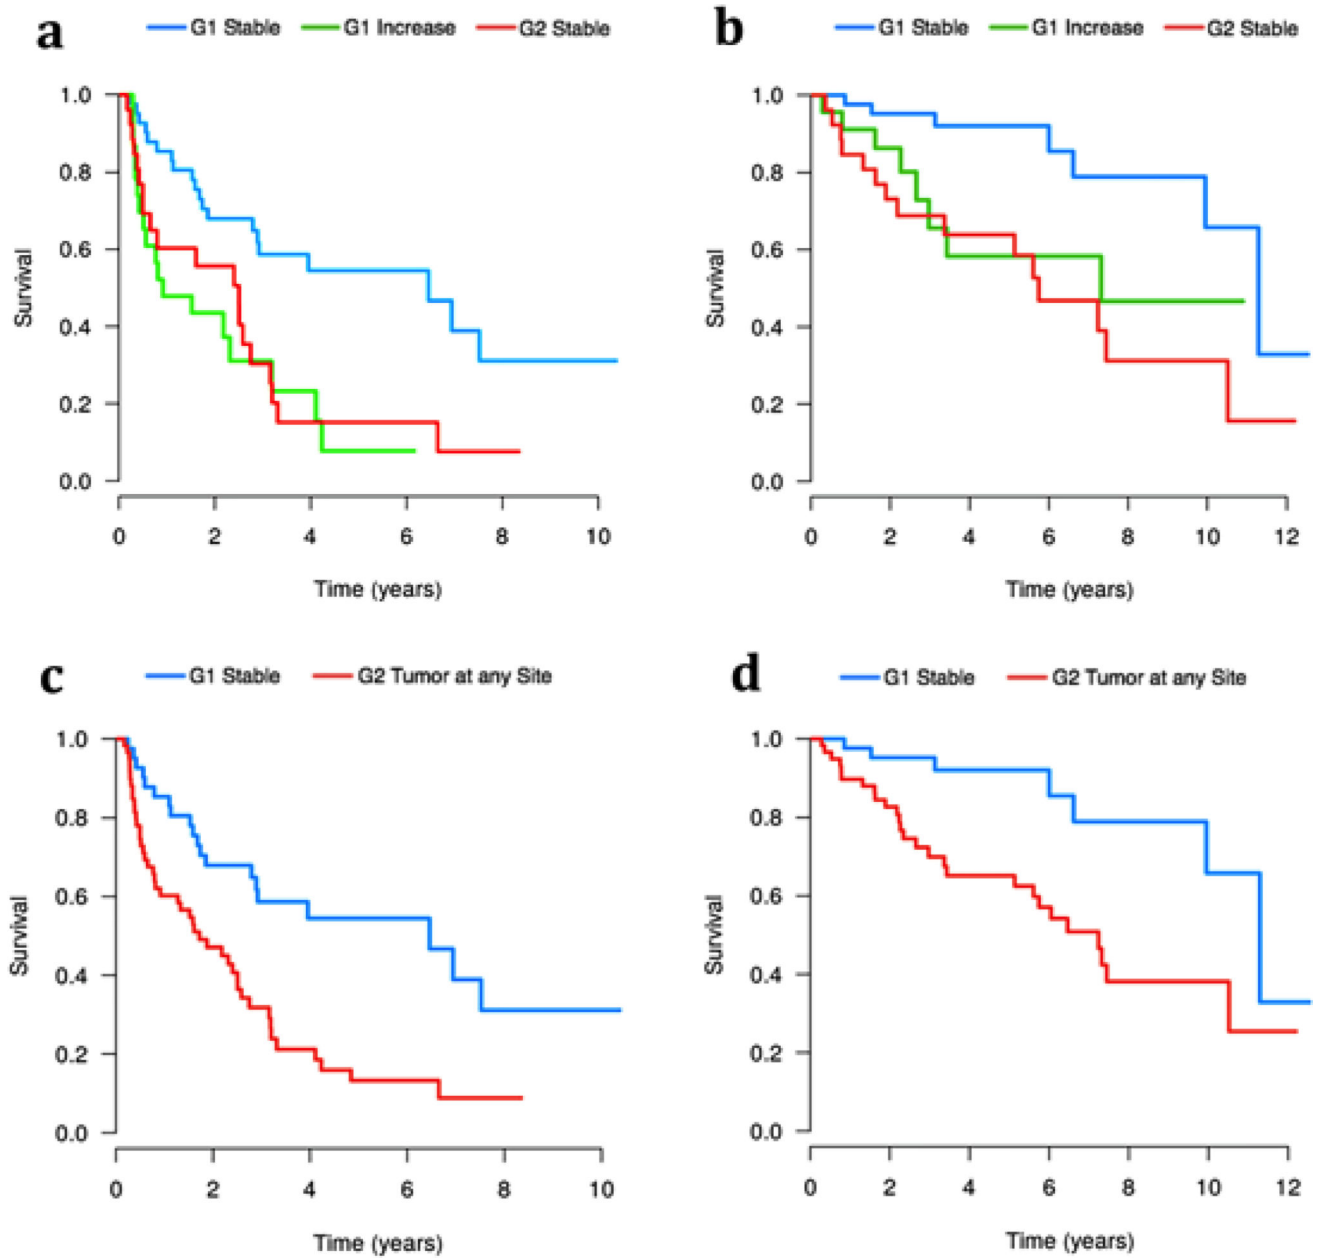 a
G1 Stable G1 Increase G2 Stable
1.0
0.8
0.6
0.4
0.2
0.0
Survival
0 2 4 6 8 10
Time (years)
b
G1 Stable G1 Increase G2 Stable
1.0
0.8
0.6
0.4
0.2
0.0
Survival
0 2 4 6 8 10 12
Time (years)
c
G1 Stable G2 Tumor at any Site
1.0
0.8
0.6
0.4
0.2
0.0
Survival
0 2 4 6 8 10
Time (years)
d
G1 Stable G2 Tumor at any Site
1.0
0.8
0.6
0.4
0.2
0.0
Survival
0 2 4 6 8 10 12
Time (years)